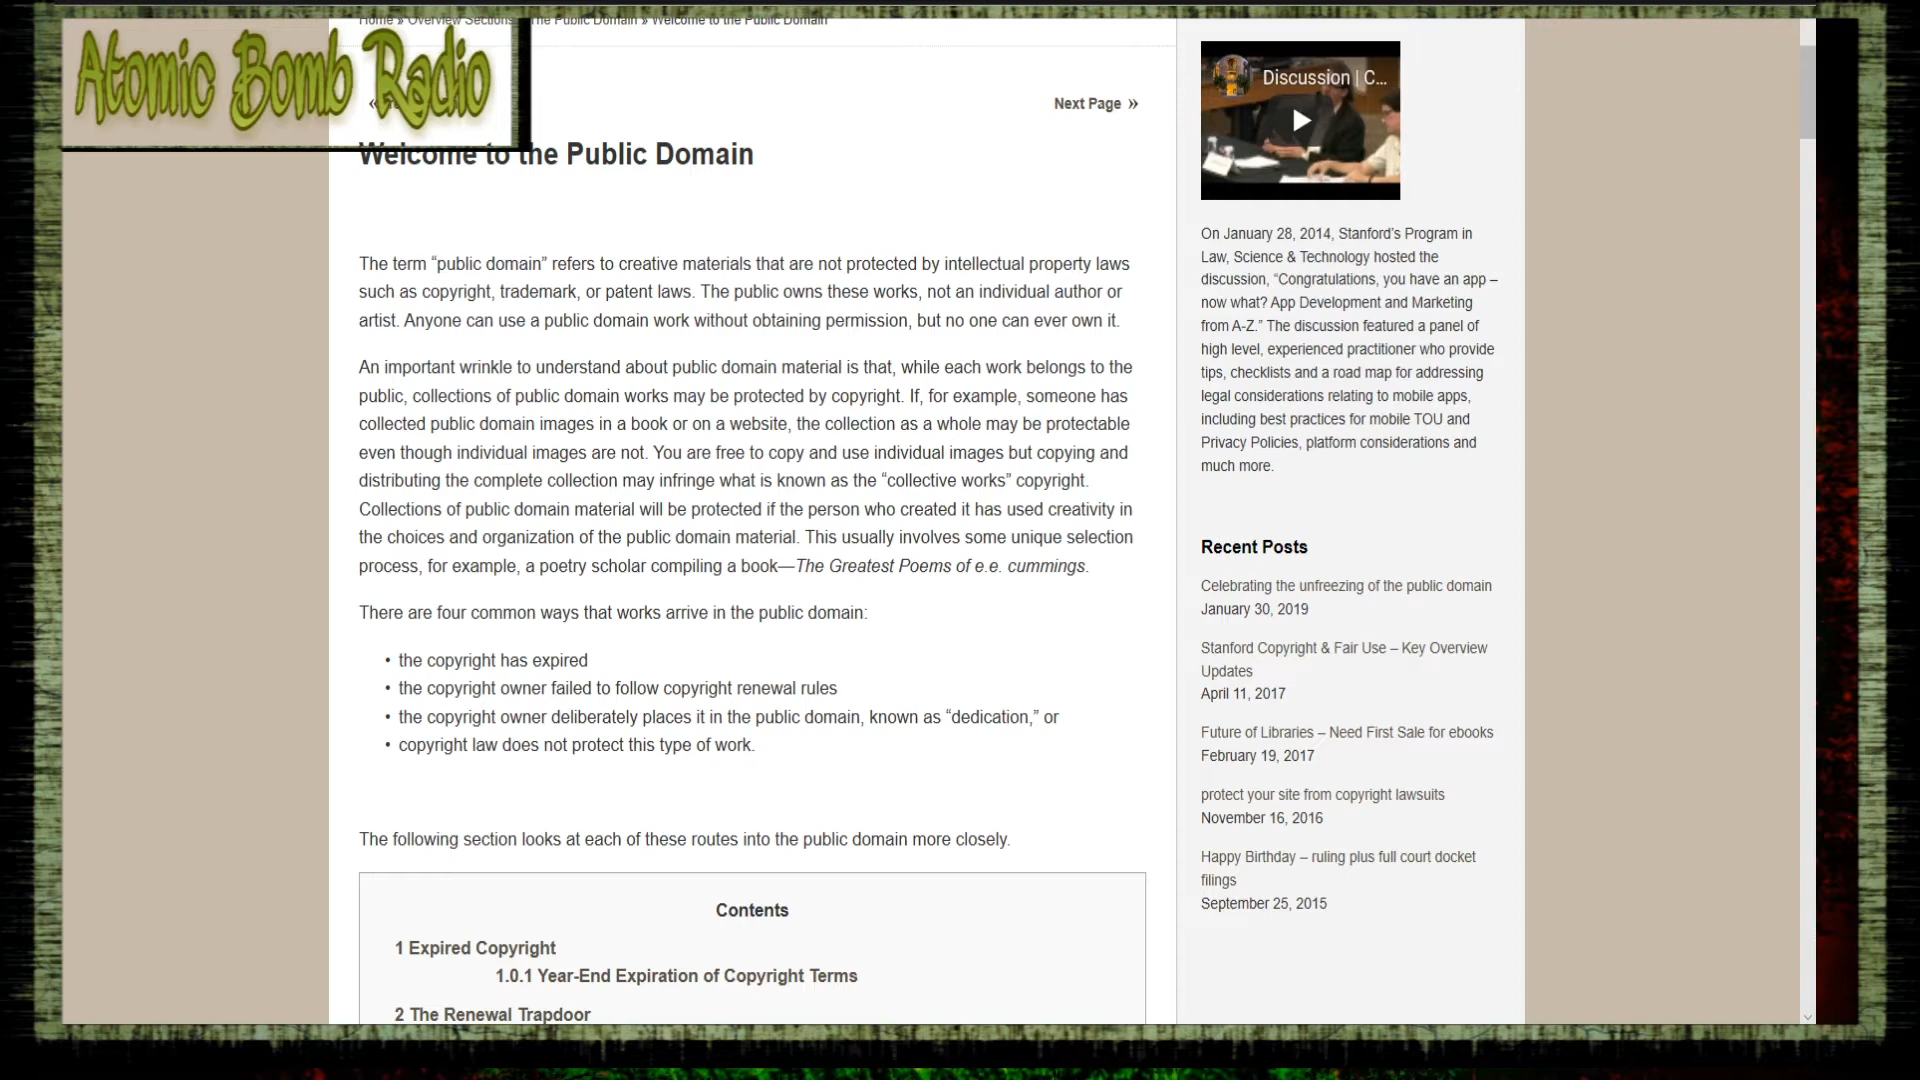 Home » Overview Sections The Public Domain » Welcome to the Public Domain
Atomic Bomb Radio
«
Next Page »
Welcome to the Public Domain
The term “public domain” refers to creative materials that are not protected by intellectual property laws
such as copyright, trademark, or patent laws. The public owns these works, not an individual author or
artist. Anyone can use a public domain work without obtaining permission, but no one can ever own it.
An important wrinkle to understand about public domain material is that, while each work belongs to the
public, collections of public domain works may be protected by copyright. If, for example, someone has
collected public domain images in a book or on a website, the collection as a whole may be protectable
even though individual images are not. You are free to copy and use individual images but copying and
distributing the complete collection may infringe what is known as the “collective works” copyright.
Collections of public domain material will be protected if the person who created it has used creativity in
the choices and organization of the public domain material. This usually involves some unique selection
process, for example, a poetry scholar compiling a book—The Greatest Poems of e.e. cummings.
There are four common ways that works arrive in the public domain:
• the copyright has expired
• the copyright owner failed to follow copyright renewal rules
• the copyright owner deliberately places it in the public domain, known as “dedication,” or
• copyright law does not protect this type of work.
The following section looks at each of these routes into the public domain more closely.
Contents
1 Expired Copyright
1.0.1 Year-End Expiration of Copyright Terms
2 The Renewal Trapdoor
Discussion | C...
On January 28, 2014, Stanford’s Program in
Law, Science & Technology hosted the
discussion, “Congratulations, you have an app –
now what? App Development and Marketing
from A-Z.” The discussion featured a panel of
high level, experienced practitioner who provide
tips, checklists and a road map for addressing
legal considerations relating to mobile apps,
including best practices for mobile TOU and
Privacy Policies, platform considerations and
much more.
Recent Posts
Celebrating the unfreezing of the public domain
January 30, 2019
Stanford Copyright & Fair Use – Key Overview
Updates
April 11, 2017
Future of Libraries – Need First Sale for ebooks
February 19, 2017
protect your site from copyright lawsuits
November 16, 2016
Happy Birthday – ruling plus full court docket
filings
September 25, 2015